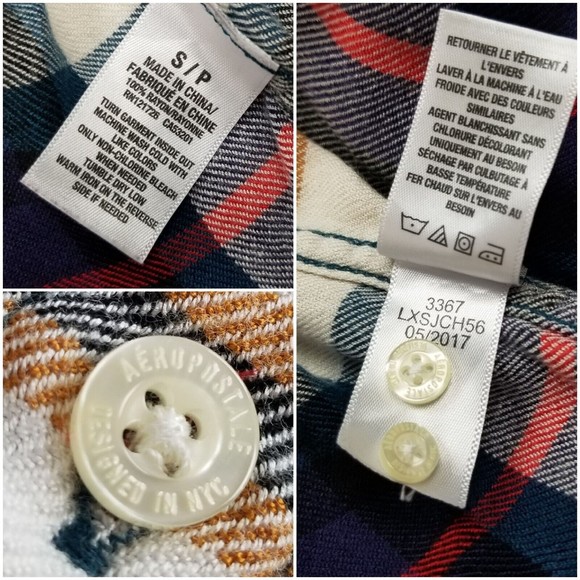 S / P
MADE IN CHINA/
FABRIQUE EN CHINE
100% RAYON/RAYONNE
RN121726 CA53201
TURN GARMENT INSIDE OUT
MACHINE WASH COLD WITH
LIKE COLORS
ONLY NON-CHLORINE BLEACH
WHEN NEEDED
TUMBLE DRY LOW
WARM IRON ON THE REVERSE
SIDE IF NEEDED
RETOURNER LE VÊTEMENT À
L'ENVERS
LAVER À LA MACHINE À L'EAU
FROIDE AVEC DES COULEURS
SIMILAIRES
AGENT BLANCHISSANT SANS
CHLORURE DÉCOLORANT
UNIQUEMENT AU BESOIN
SÉCHAGE PAR CULBUTAGE À
BASSE TEMPÉRATURE
FER CHAUD SUR L'ENVERS AU
BESOIN
3367
LXSJCH56
05/2017
AÉROPOSTALE
DESIGNED IN NYC